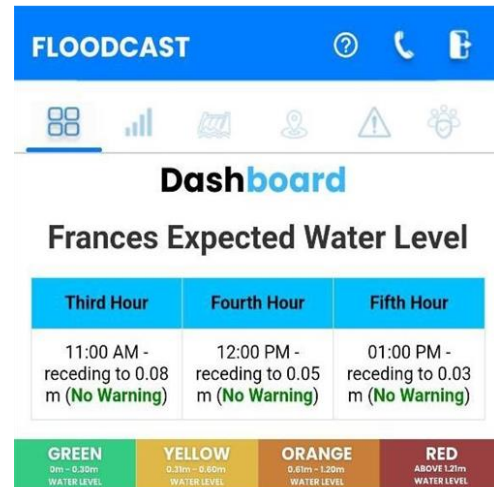 FLOODCAST
Dashboard
Frances Expected Water Level
Third Hour Fourth Hour Fifth Hour
11:00 AM - 12:00 PM - 01:00 PM -
receding to 0.08 receding to 0.05 receding to 0.03
m (No Warning) m (No Warning) m (No Warning)
GREEN YELLOW ORANGE RED
0m – 0.30m 0.31m – 0.60m 0.61m – 1.20m ABOVE 1.21m
WATER LEVEL WATER LEVEL WATER LEVEL WATER LEVEL